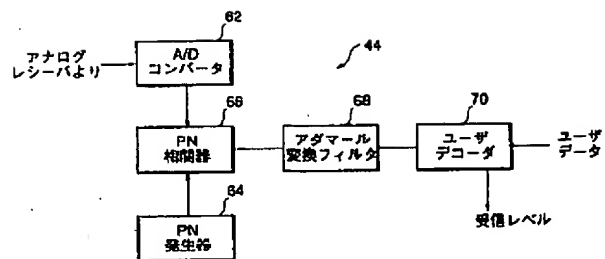 62
アナログ
レシーバより
A/D
コンバータ
44
66
PN
相関器
68
アダマール
変換フィルタ
70
ユーザ
デコーダ
ユーザ
データ
受信レベル
64
PN
発生器